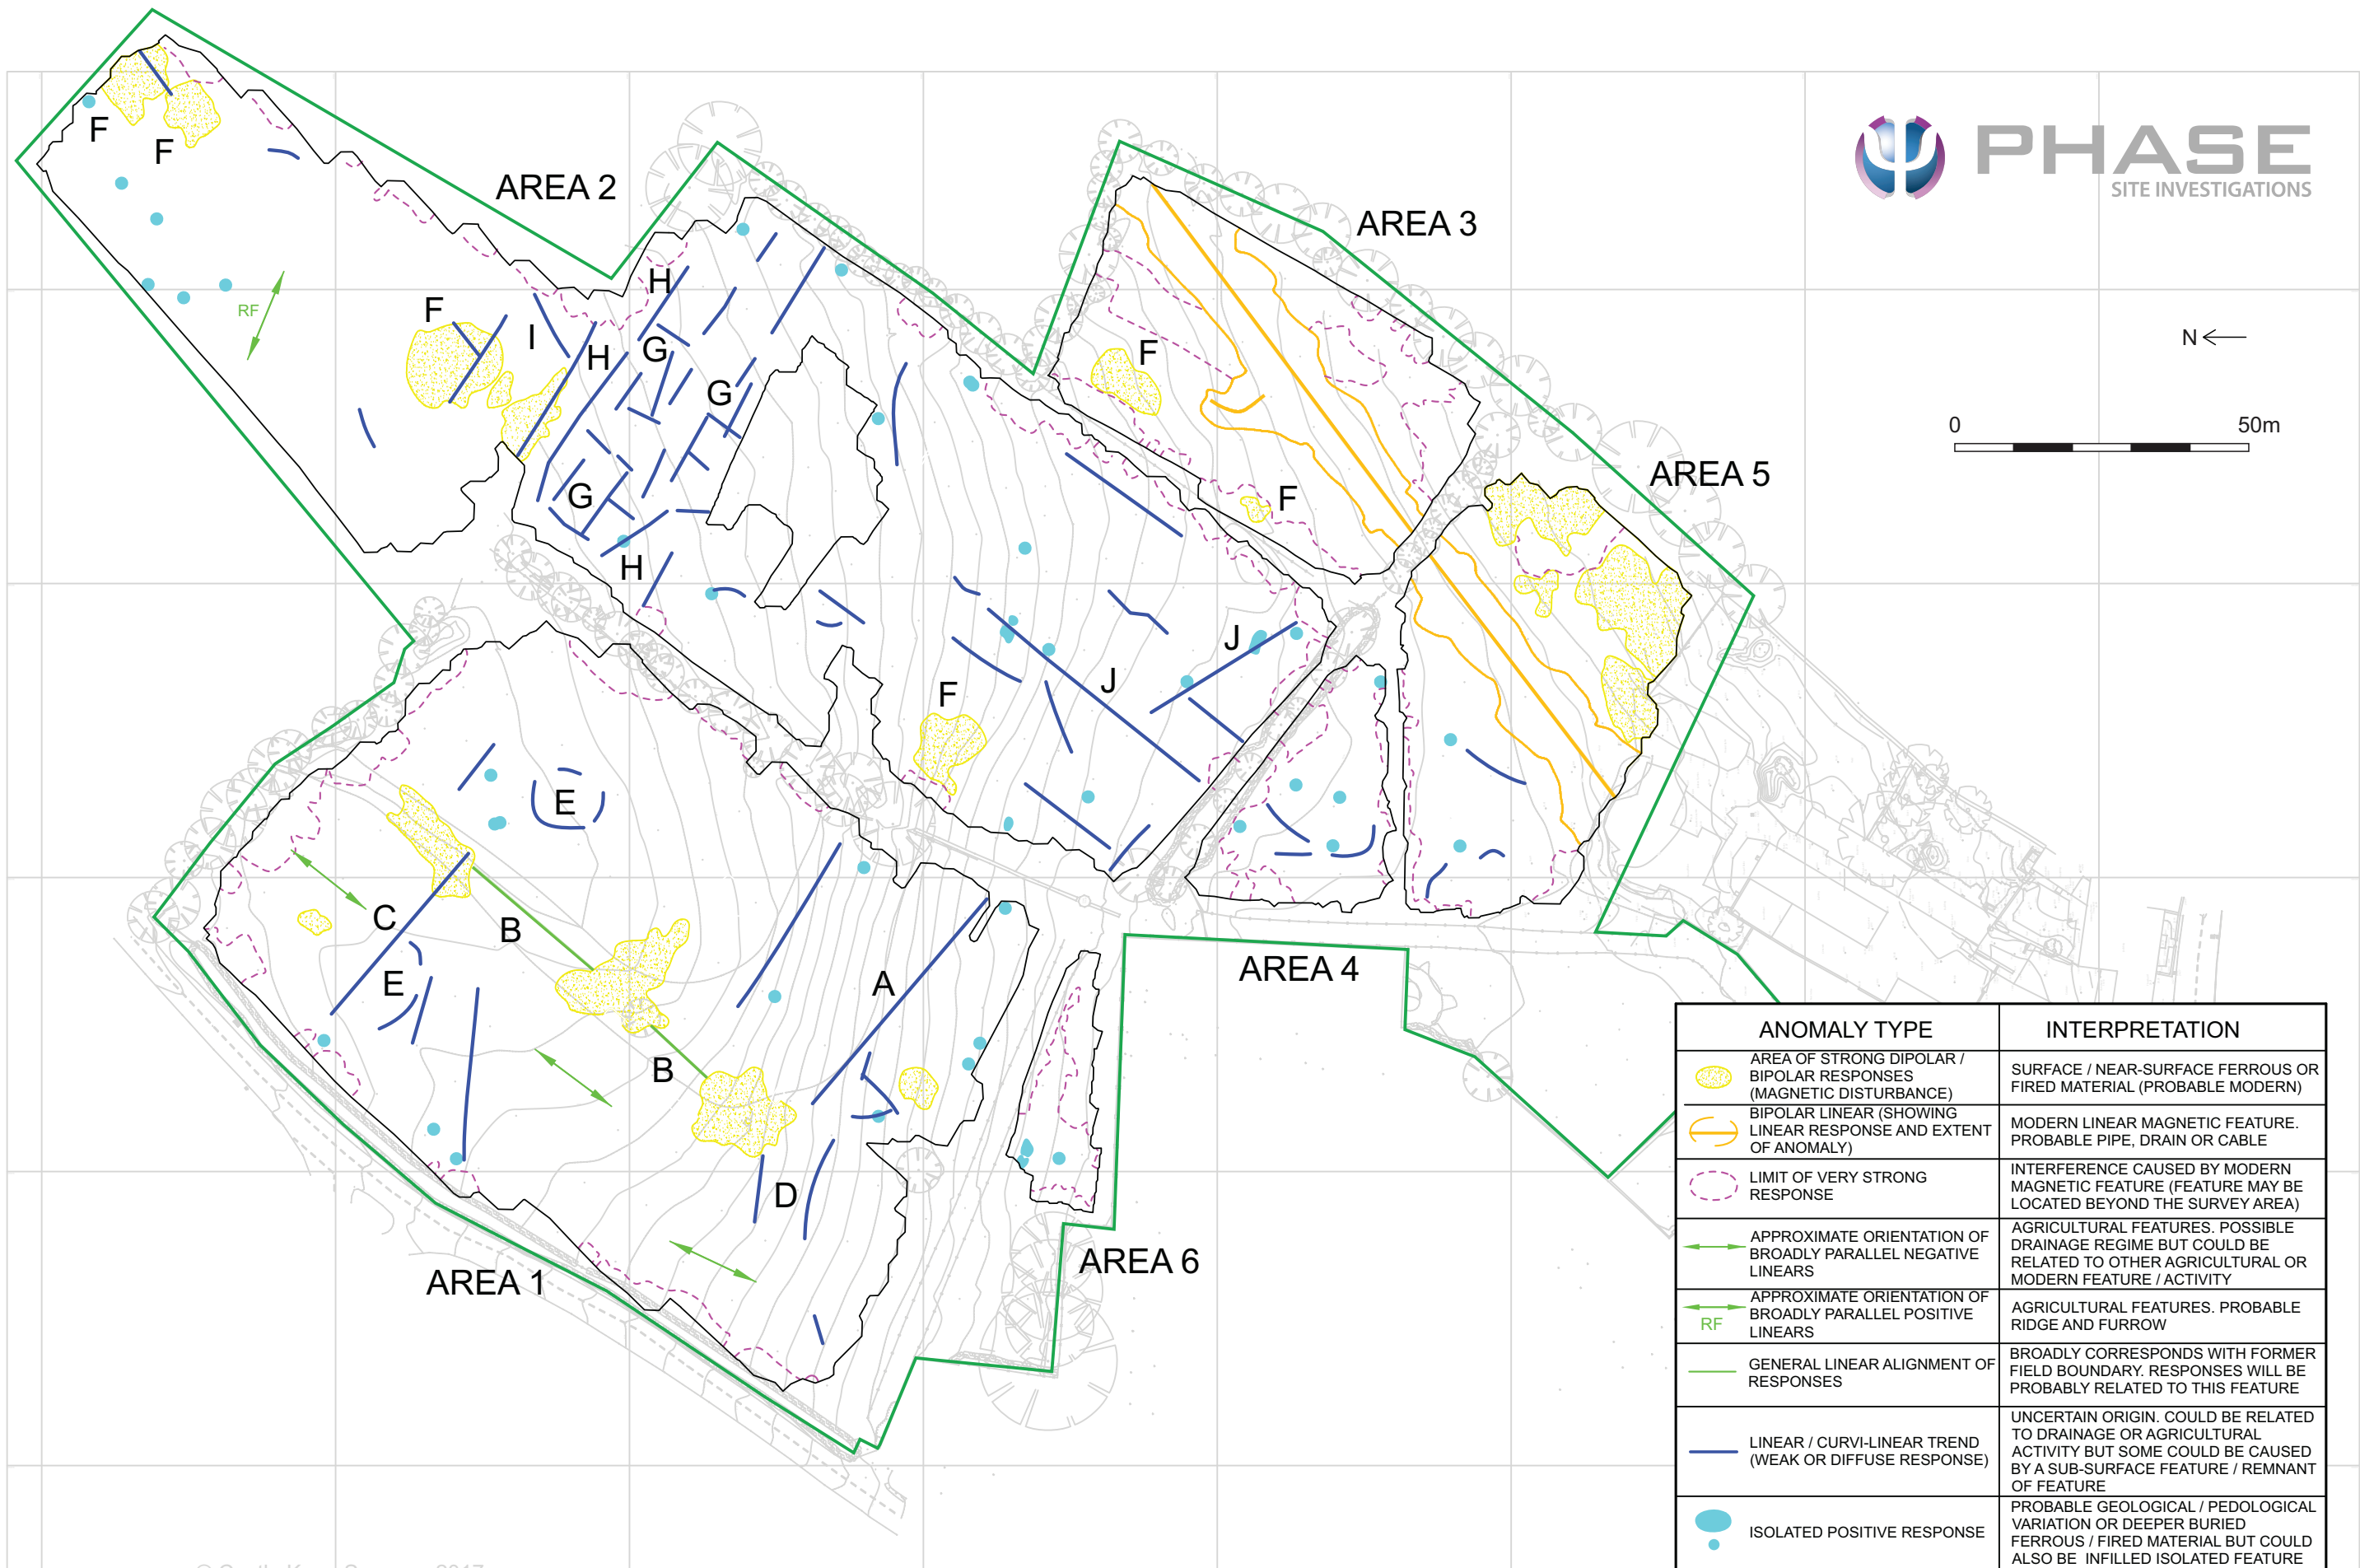 AREA 2
PHASE
SITE INVESTIGATIONS
AREA 3
F
F
H
RF
F
I
H
G
F
N
G
0 50m
AREA 5
G
F
H
J
J
F
E
C
B
E
A
AREA 4
B
D
AREA 6
AREA 1
ANOMALY TYPE
INTERPRETATION
AREA OF STRONG DIPOLAR /
BIPOLAR RESPONSES
(MAGNETIC DISTURBANCE)
SURFACE / NEAR-SURFACE FERROUS OR
FIRED MATERIAL (PROBABLE MODERN)
BIPOLAR LINEAR (SHOWING
LINEAR RESPONSE AND EXTENT
OF ANOMALY)
MODERN LINEAR MAGNETIC FEATURE.
PROBABLE PIPE, DRAIN OR CABLE
LIMIT OF VERY STRONG
RESPONSE
INTERFERENCE CAUSED BY MODERN
MAGNETIC FEATURE (FEATURE MAY BE
LOCATED BEYOND THE SURVEY AREA)
APPROXIMATE ORIENTATION OF
BROADLY PARALLEL NEGATIVE
LINEARS
AGRICULTURAL FEATURES. POSSIBLE
DRAINAGE REGIME BUT COULD BE
RELATED TO OTHER AGRICULTURAL OR
MODERN FEATURE / ACTIVITY
RF
APPROXIMATE ORIENTATION OF
BROADLY PARALLEL POSITIVE
LINEARS
AGRICULTURAL FEATURES. PROBABLE
RIDGE AND FURROW
GENERAL LINEAR ALIGNMENT OF
RESPONSES
BROADLY CORRESPONDS WITH FORMER
FIELD BOUNDARY. RESPONSES WILL BE
PROBABLY RELATED TO THIS FEATURE
LINEAR / CURVI-LINEAR TREND
(WEAK OR DIFFUSE RESPONSE)
UNCERTAIN ORIGIN. COULD BE RELATED
TO DRAINAGE OR AGRICULTURAL
ACTIVITY BUT SOME COULD BE CAUSED
BY A SUB-SURFACE FEATURE / REMNANT
OF FEATURE
ISOLATED POSITIVE RESPONSE
PROBABLE GEOLOGICAL / PEDOLOGICAL
VARIATION OR DEEPER BURIED
FERROUS / FIRED MATERIAL BUT COULD
ALSO BE INFILLED ISOLATED FEATURE